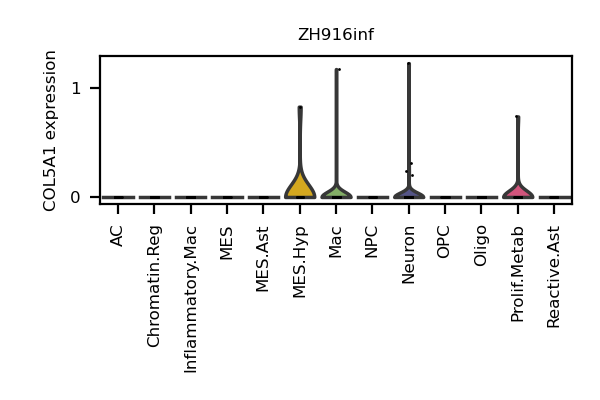 ZH916inf
COL5A1 expression
1
0
AC
Chromatin.Reg
Inflammatory.Mac
MES
MES.Ast
MES.Hyp
Mac
NPC
Neuron
OPC
Oligo
Prolif.Metab
Reactive.Ast